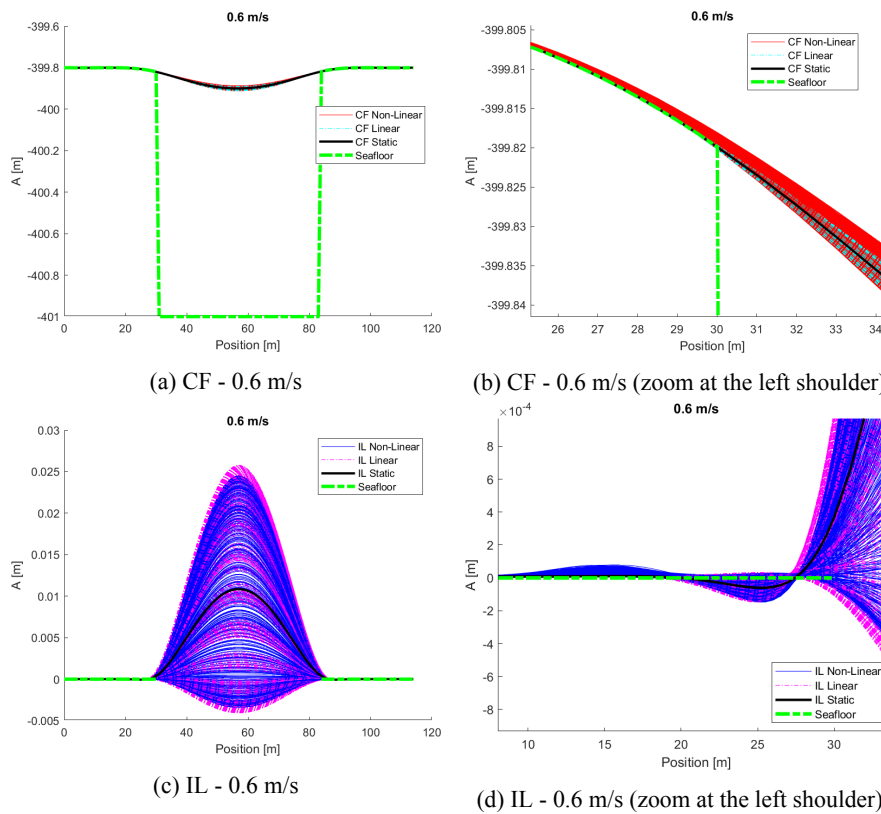 0.6 m/s
-399.6
-399.8
-400
-400.2
-400.4
-400.6
-400.8
-401
A [m]
CF Non-Linear
CF Linear
CF Static
Seafloor
0 20 40 60 80 100 120
Position [m]
(a) CF - 0.6 m/s
0.6 m/s
-399.805
-399.81
-399.815
-399.82
-399.825
-399.83
-399.835
-399.84
A [m]
CF Non-Linear
CF Linear
CF Static
Seafloor
26 27 28 29 30 31 32 33 34
Position [m]
(b) CF - 0.6 m/s (zoom at the left shoulder)
0.6 m/s
0.03
0.025
0.02
0.015
0.01
0.005
0
-0.005
A [m]
IL Non-Linear
IL Linear
IL Static
Seafloor
0 20 40 60 80 100 120
Position [m]
(c) IL - 0.6 m/s
0.6 m/s
×10-4
8
6
4
2
0
-2
-4
-6
-8
A [m]
IL Non-Linear
IL Linear
IL Static
Seafloor
10 15 20 25 30
Position [m]
(d) IL - 0.6 m/s (zoom at the left shoulder)